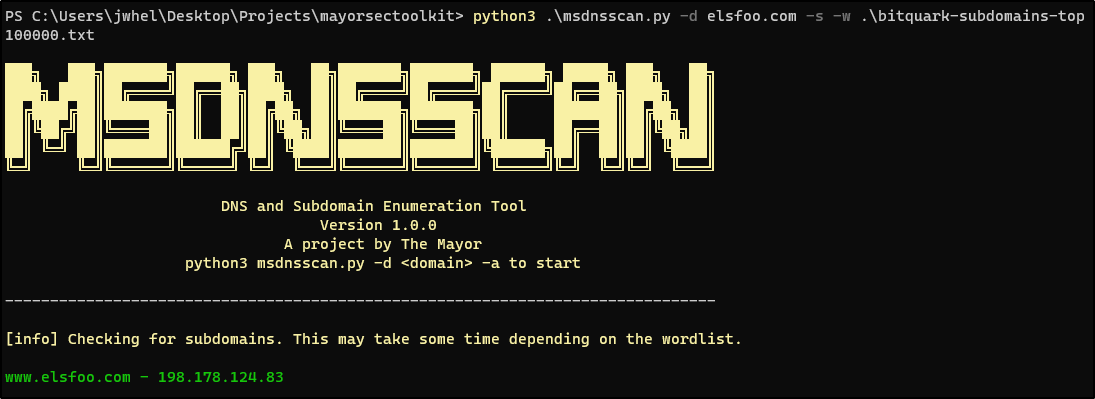 PS C:\Users\jwhel\Desktop\Projects\mayorsectoolkit> python3 .\msdnsscan.py -d elsfoo.com -s -w .\bitquark-subdomains-top
100000.txt
MSDNSSCAN
DNS and Subdomain Enumeration Tool
Version 1.0.0
A project by The Mayor
python3 msdnsscan.py -d <domain> -a to start
-------------------------------------------------------------------------------
[info] Checking for subdomains. This may take some time depending on the wordlist.
www.elsfoo.com - 198.178.124.83